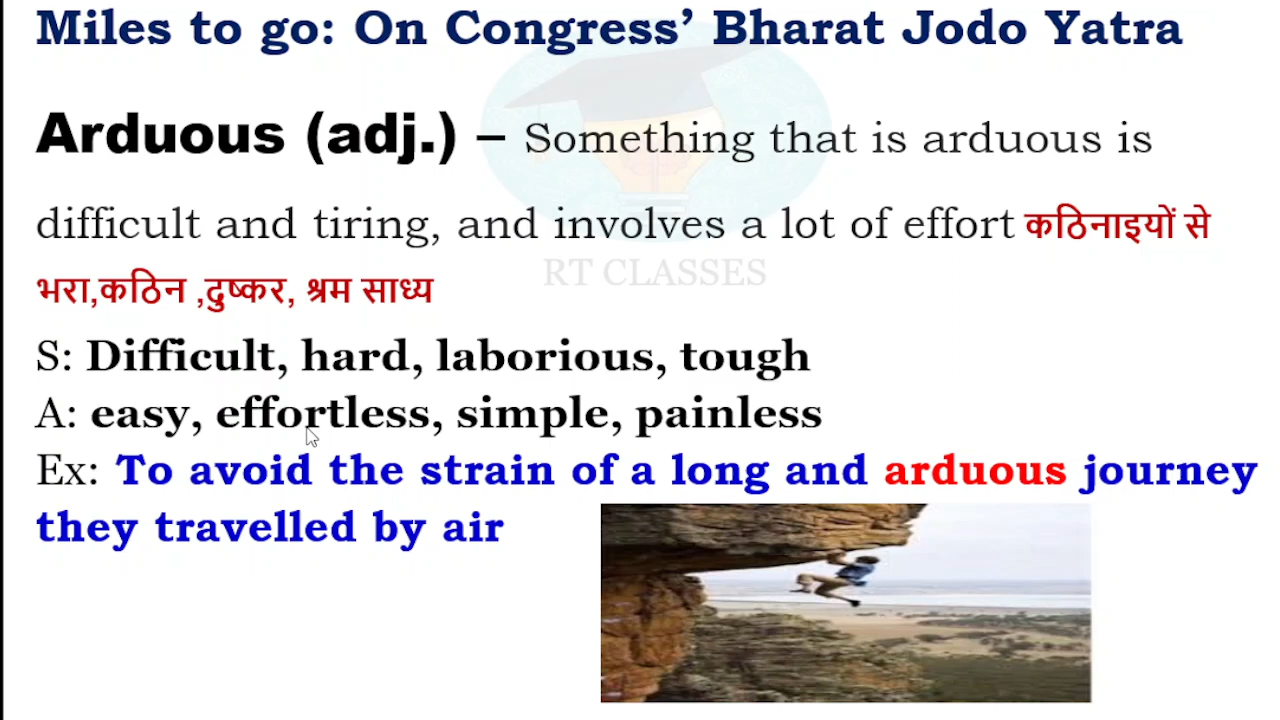 Miles to go: On Congress’ Bharat Jodo Yatra
Arduous (adj.) – Something that is arduous is
difficult and tiring, and involves a lot of effort कठिनाइयों से
भरा,कठिन ,दुष्कर, श्रम साध्य
RT CLASSES
S: Difficult, hard, laborious, tough
A: easy, effortless, simple, painless
Ex: To avoid the strain of a long and arduous journey
they travelled by air